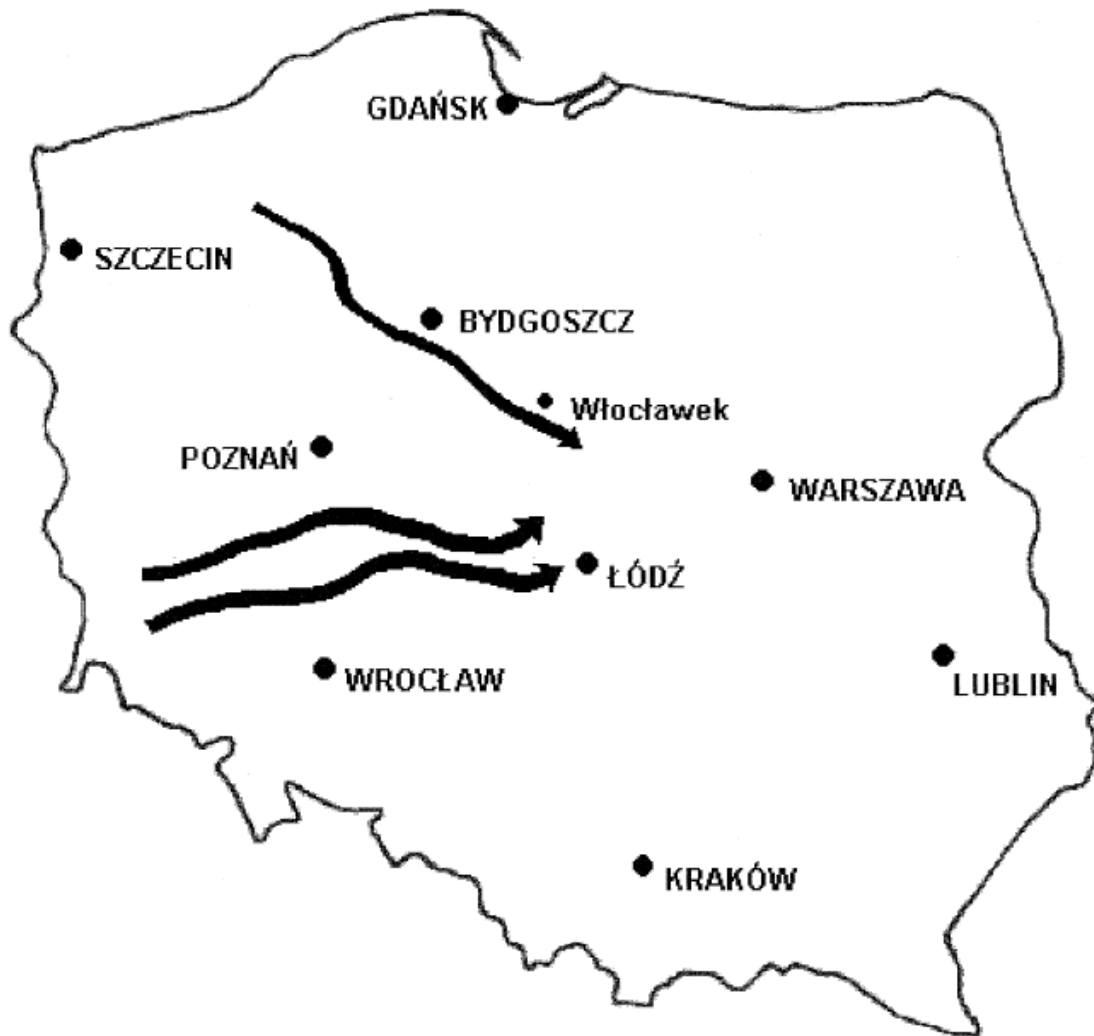 GDAŃSK
SZCZECIN
BYDGOSZCZ
Włocławek
POZNAŃ
WARSZAWA
ŁÓDŹ
WROCŁAW
LUBLIN
KRAKÓW